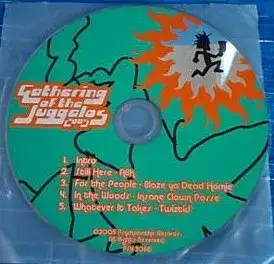 Gathering
of the
Juggalos
2005
1. Intro
2. Still Here - ABK
3. For the People - Blaze Ya Dead Homie
4. In the Woods - Insane Clown Posse
5. Whatever It Takes - Twiztid
©2005 Psychopathic Records
All Rights Reserved